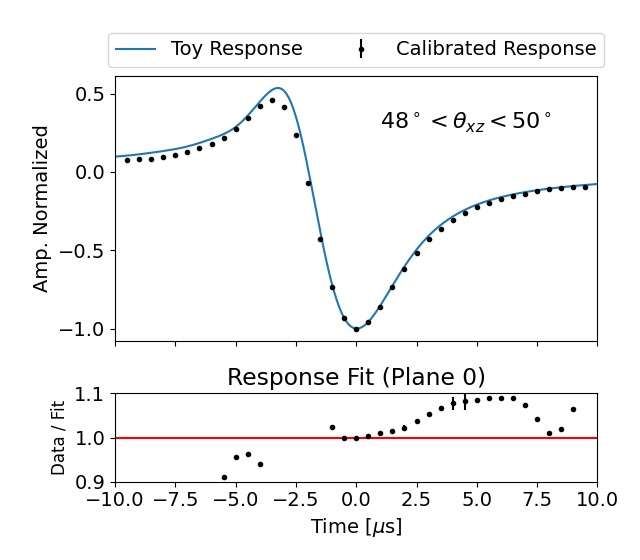 Toy Response Calibrated Response
0.5
0.0
−0.5
−1.0
Amp. Normalized
48° < θxz < 50°
Response Fit (Plane 0)
1.1
1.0
0.9
Data / Fit
−10.0 −7.5 −5.0 −2.5 0.0 2.5 5.0 7.5 10.0
Time [μs]